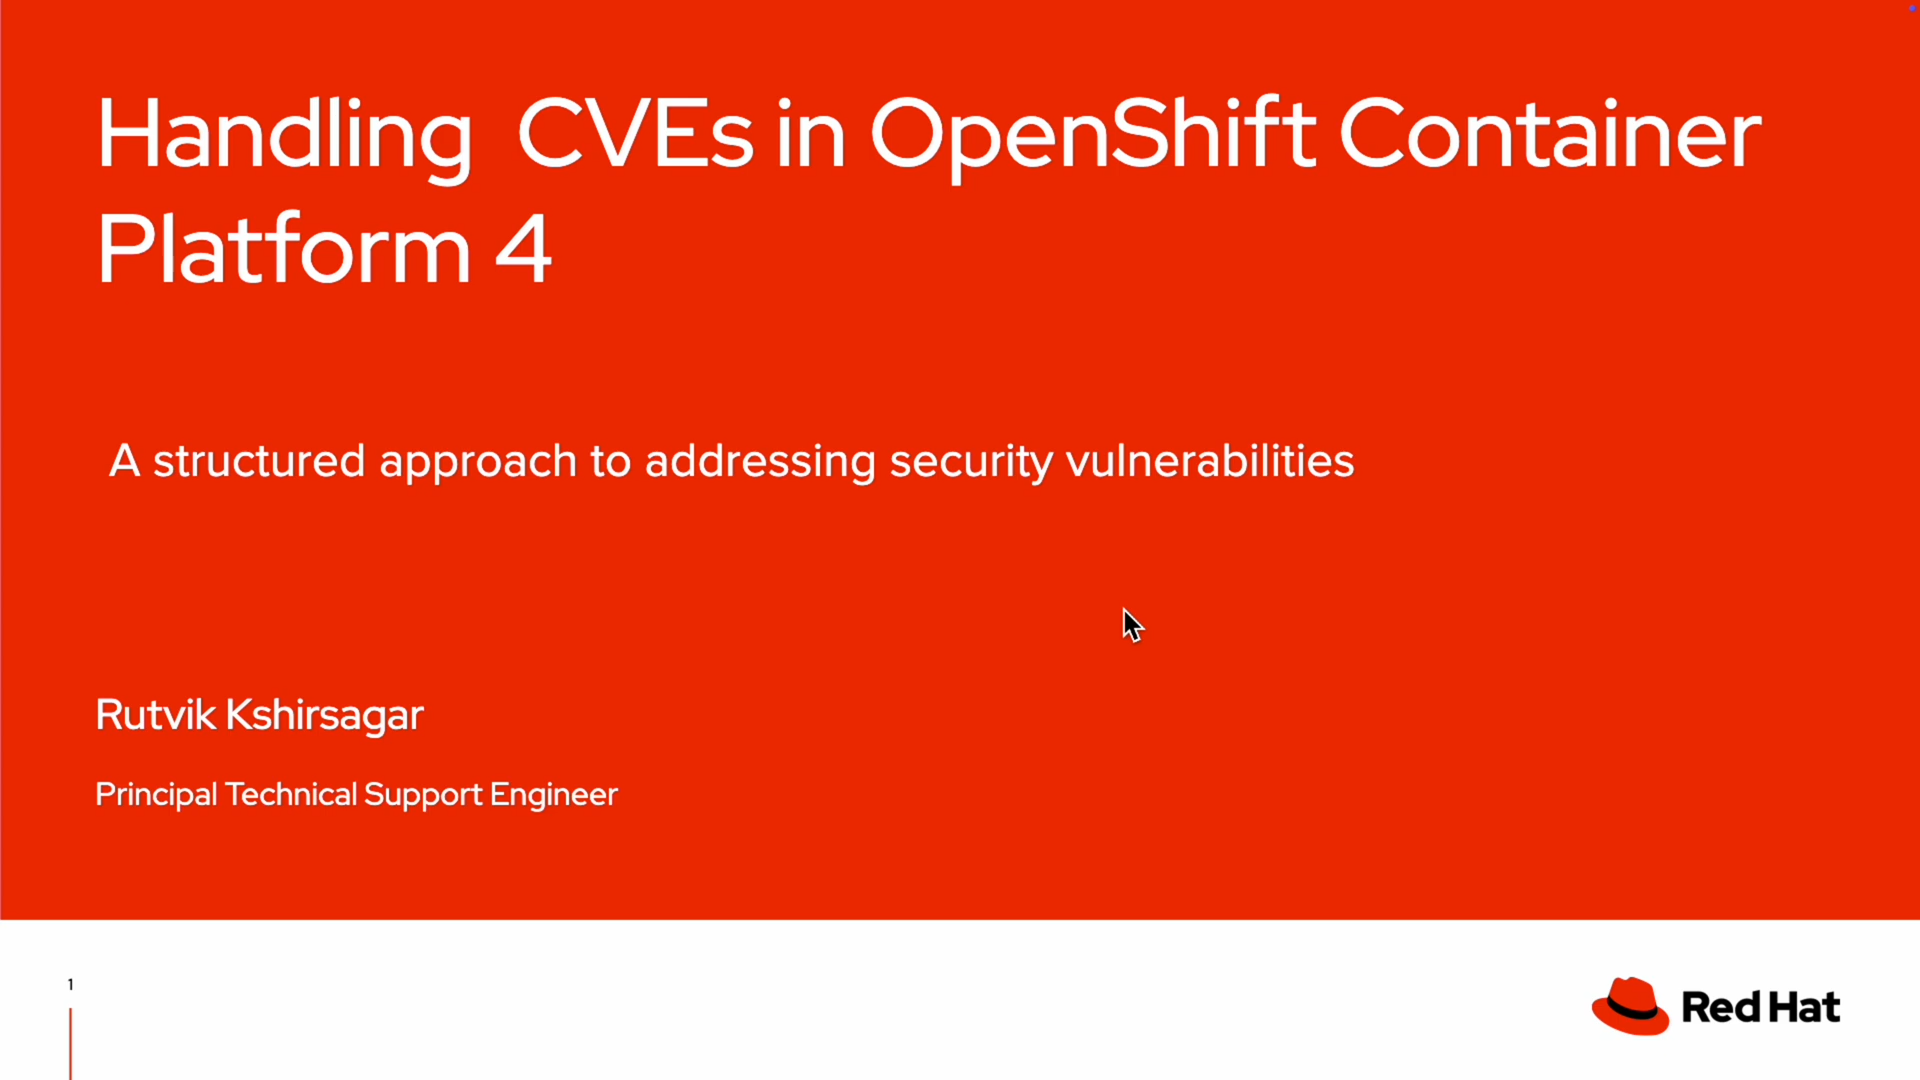 Handling  CVEs in OpenShift Container
Platform 4
A structured approach to addressing security vulnerabilities
Rutvik Kshirsagar
Principal Technical Support Engineer
1
Red Hat